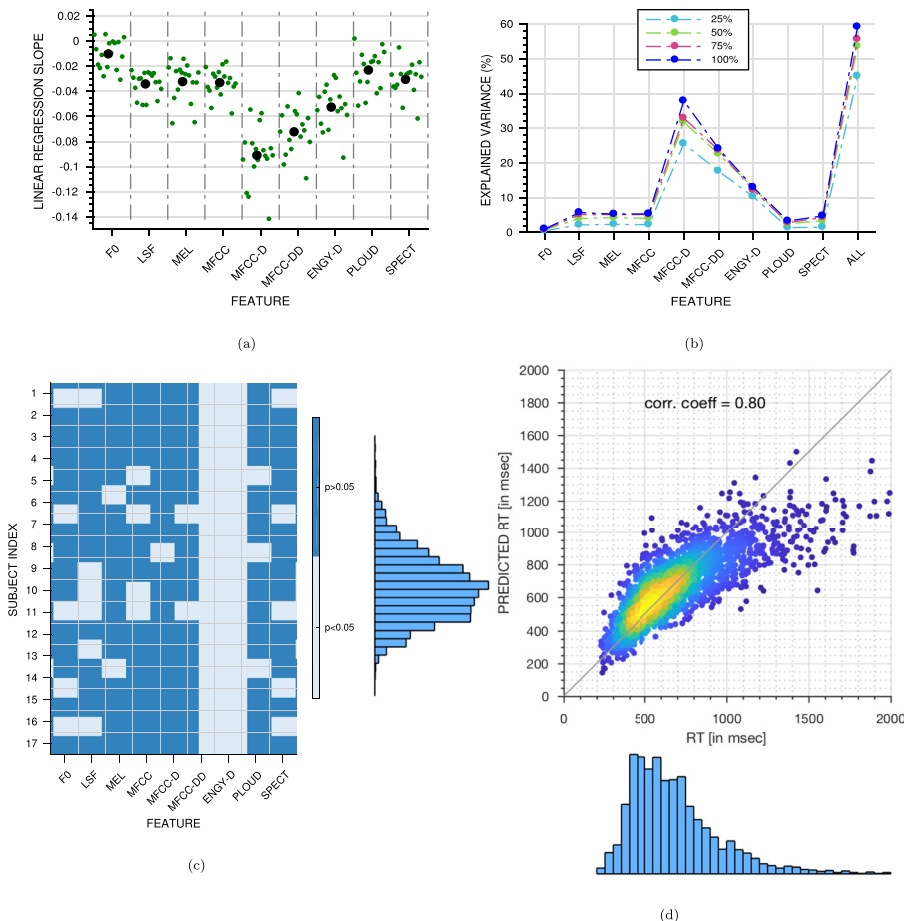 LINEAR REGRESSION SLOPE
0.02
0
-0.02
-0.04
-0.06
-0.08
-0.1
-0.12
-0.14
F0
LSF
MEL
MFCC
MFCC-D
MFCC-DD
ENGY-D
PLOUD
SPECT
FEATURE
(a)
EXPLAINED VARIANCE (%)
60
50
40
30
20
10
0
25%
50%
75%
100%
F0
LSF
MEL
MFCC
MFCC-D
MFCC-DD
ENGY-D
PLOUD
SPECT
ALL
FEATURE
(b)
SUBJECT INDEX
1
2
3
4
5
6
7
8
9
10
11
12
13
14
15
16
17
F0
LSF
MEL
MFCC
MFCC-D
MFCC-DD
ENGY-D
PLOUD
SPECT
FEATURE
p>0.05
p<0.05
(c)
PREDICTED RT [in msec]
2000
1800
1600
1400
1200
1000
800
600
400
200
0
corr. coeff = 0.80
0
500
1000
1500
2000
RT [in msec]
(d)